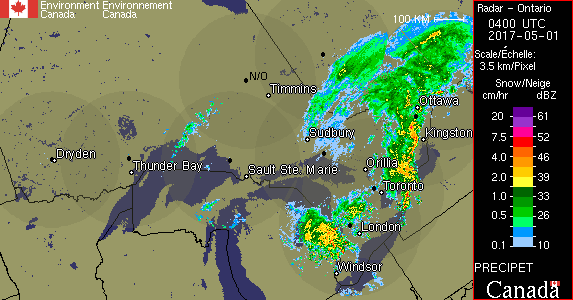 Environment Environnement
Canada Canada
100 KM
Radar - Ontario
0400 UTC
2017-05-01
Scale/Échelle:
3.5 km/Pixel
Snow/Neige
cm/hr dBZ
20 61
7.5 57
5.0 52
4.0 46
2.0 39
1.0 33
0.5 26
0.1 10
PRECIPET
Canada
N/O
Timmins
Ottawa
Sudbury
Kingston
Dryden
Thunder Bay
Sault Ste. Marie
Orillia
Toronto
London
Windsor